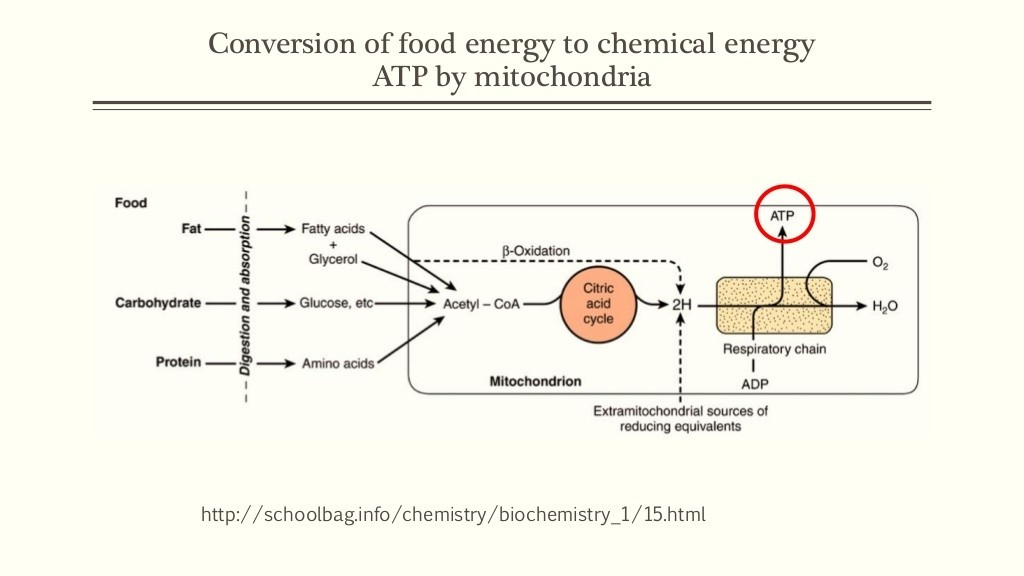 Conversion of food energy to chemical energy
ATP by mitochondria
Food
Fat
Carbohydrate
Protein
Digestion and absorption
Fatty acids
+
Glycerol
Glucose, etc
Amino acids
β-Oxidation
Acetyl – CoA
Citric
acid
cycle
2H
ATP
O₂
H₂O
Respiratory chain
ADP
Mitochondrion
Extramitochondrial sources of
reducing equivalents
http://schoolbag.info/chemistry/biochemistry_1/15.html